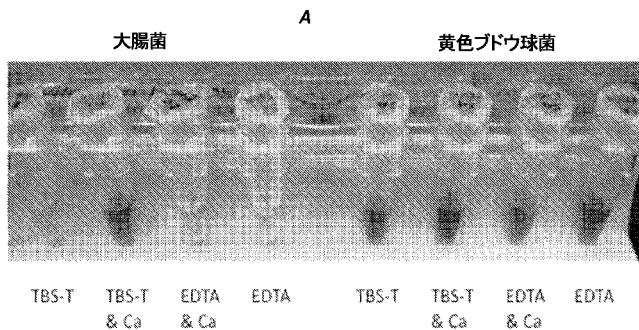 A
大腸菌 黄色ブドウ球菌
TBS-T TBS-T EDTA EDTA TBS-T TBS-T EDTA EDTA
& Ca & Ca & Ca & Ca